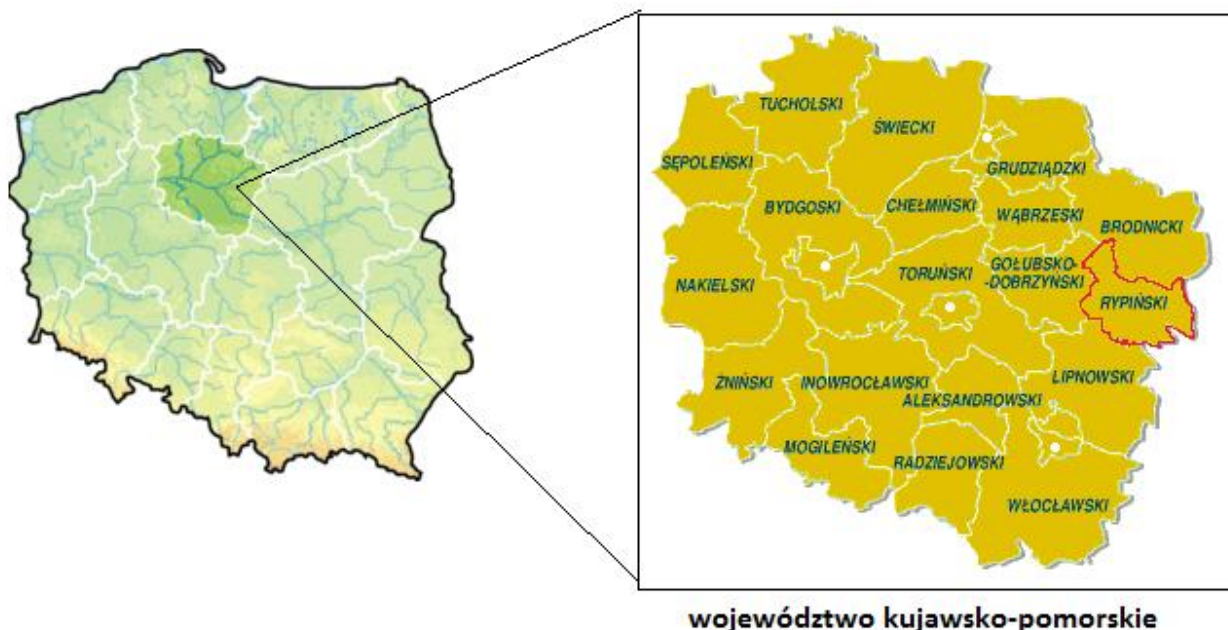 TUCHOLSKI
ŚWIECKI
SĘPOLEŃSKI
GRUDZIĄDZKI
BYDGOSKI
CHEŁMIŃSKI
WĄBRZESKI
BRODNICKI
NAKIELSKI
TORUŃSKI
GOŁUBSKO-
-DOBRZYŃSKI
RYPIŃSKI
ŻNIŃSKI
INOWROCŁAWSKI
ALEKSANDROWSKI
LIPNOWSKI
MOGILEŃSKI
RADZIEJOWSKI
WŁOCŁAWSKI
województwo kujawsko-pomorskie